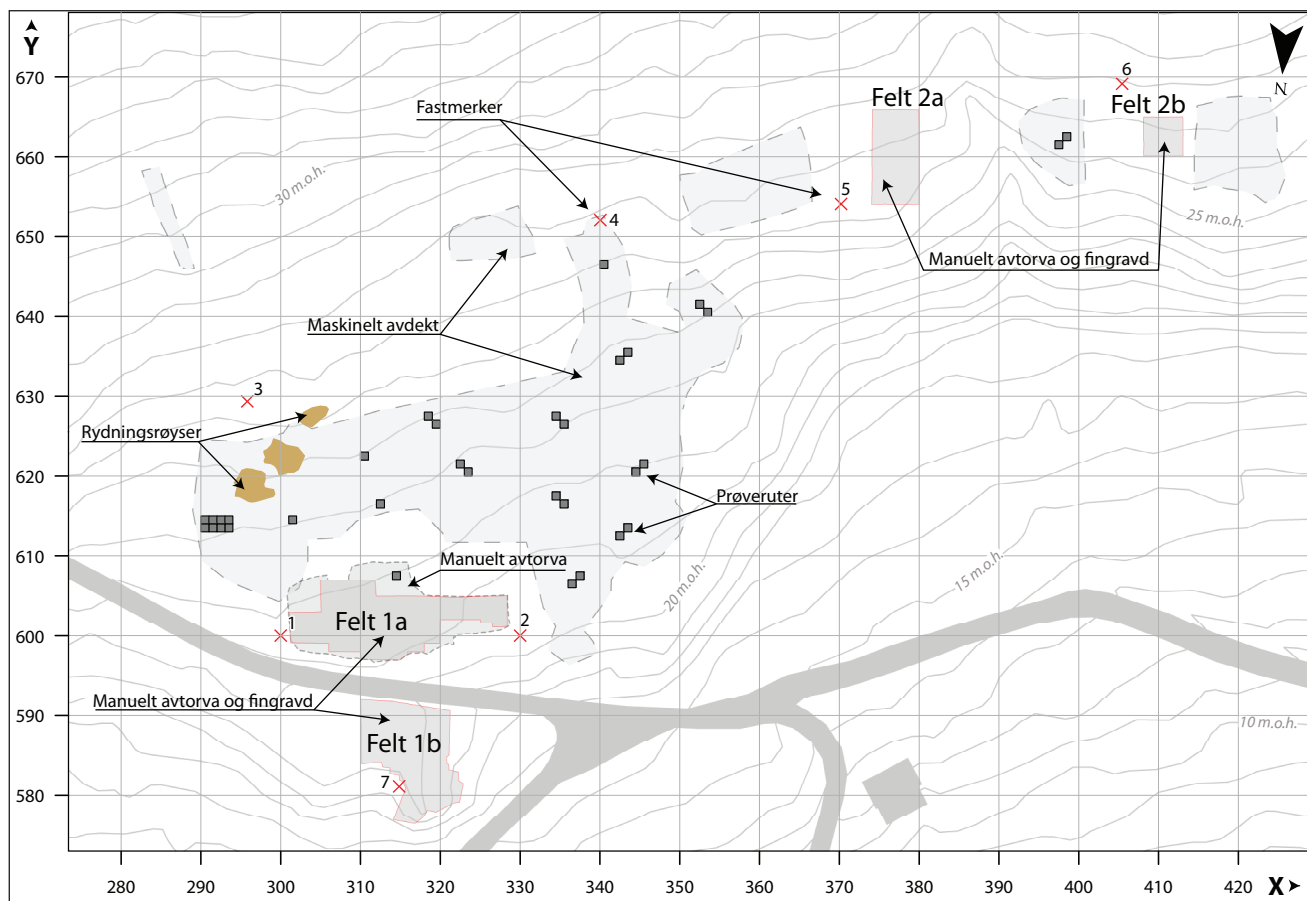 Y
670
660
650
640
630
620
610
600
590
580
280
290
300
310
320
330
340
350
360
370
380
390
400
410
420
X
N
6
Felt 2a
Felt 2b
Fastmerker
30 m.o.h.
5
4
25 m.o.h.
Manuelt avtorva og fingravd
Maskinelt avdekt
3
Rydningsrøyser
Prøveruter
Manuelt avtorva
20 m.o.h.
15 m.o.h.
1
Felt 1a
2
Manuelt avtorva og fingravd
10 m.o.h.
Felt 1b
7